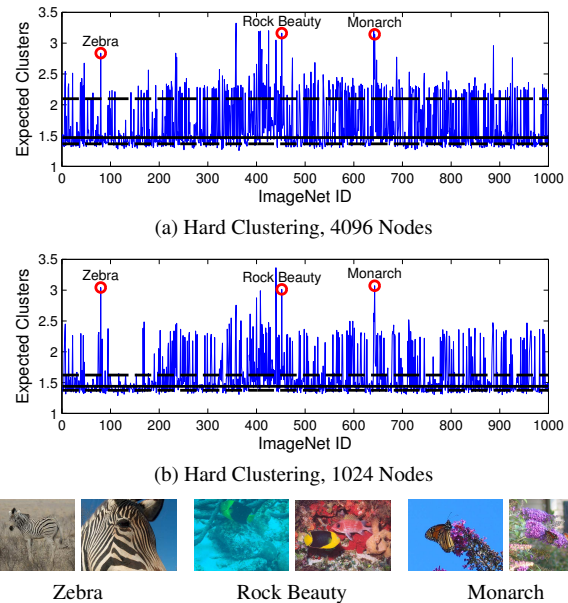 3.5
3
2.5
2
1.5
1
Expected Clusters
Zebra
Rock Beauty
Monarch
0 100 200 300 400 500 600 700 800 900 1000
ImageNet ID
(a) Hard Clustering, 4096 Nodes
3.5
3
2.5
2
1.5
1
Expected Clusters
Zebra
Rock Beauty
Monarch
0 100 200 300 400 500 600 700 800 900 1000
ImageNet ID
(b) Hard Clustering, 1024 Nodes
Zebra Rock Beauty Monarch